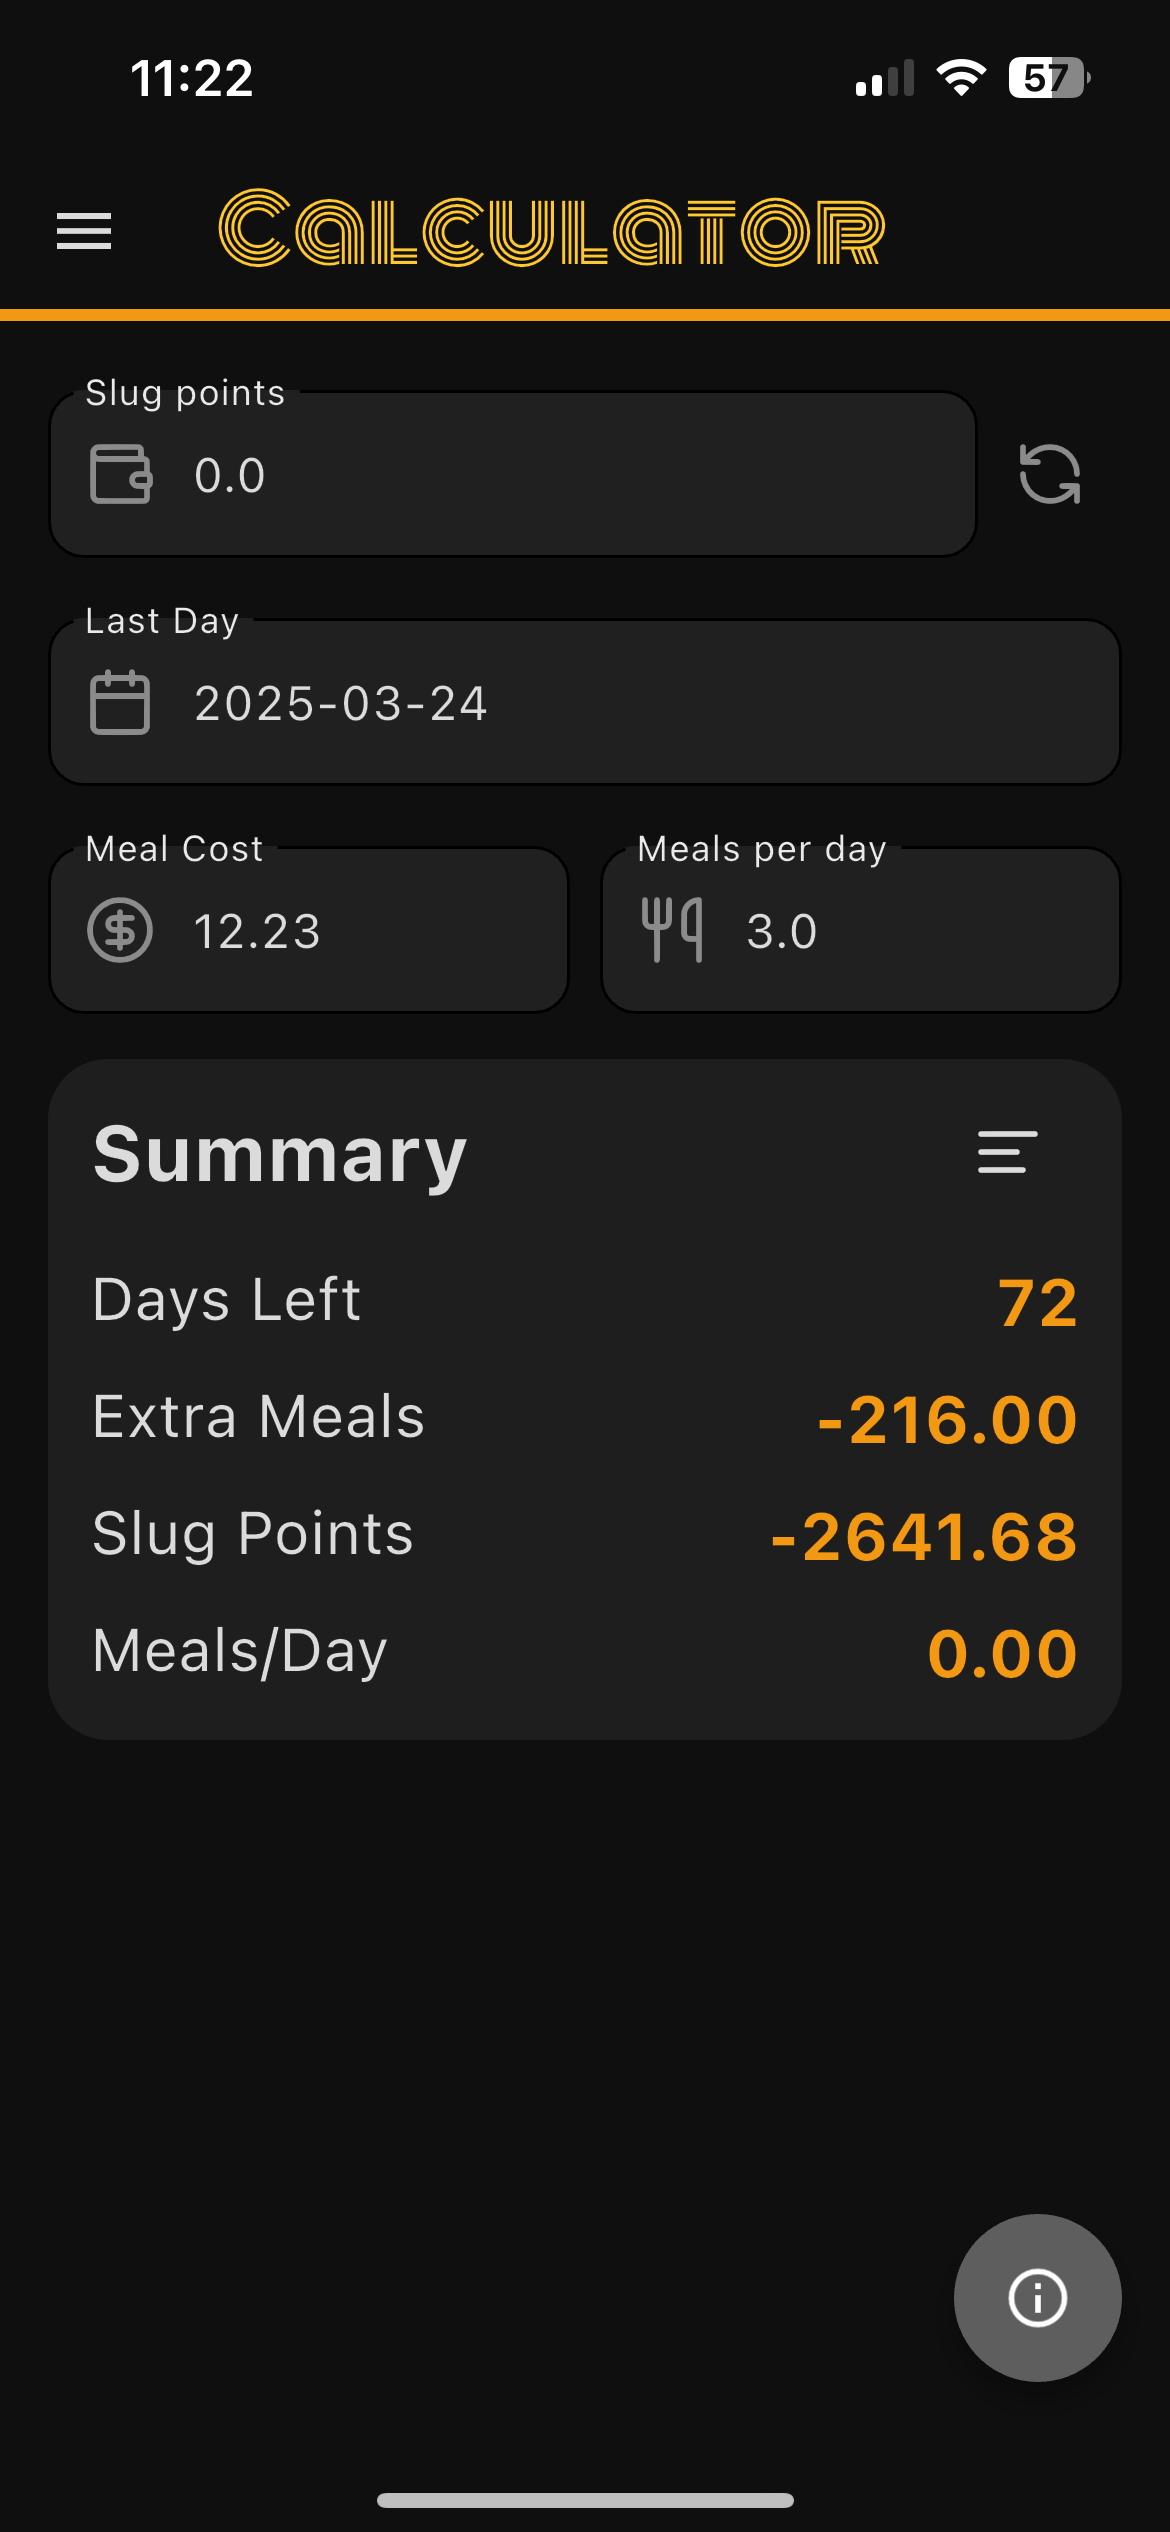 11:22
57
Calculator
Slug points
0.0
Last Day
2025-03-24
Meal Cost
12.23
Meals per day
3.0
Summary
Days Left 72
Extra Meals -216.00
Slug Points -2641.68
Meals/Day 0.00